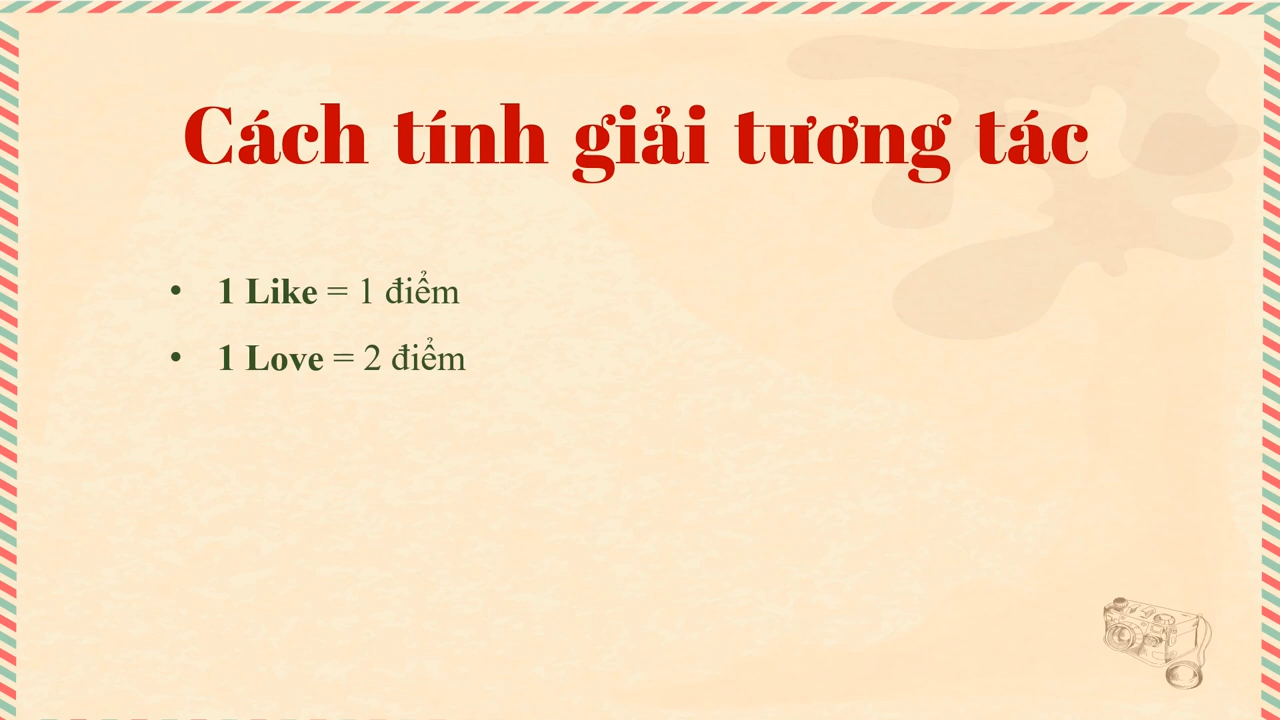 Cách tính giải tương tác
• 1 Like = 1 điểm
• 1 Love = 2 điểm